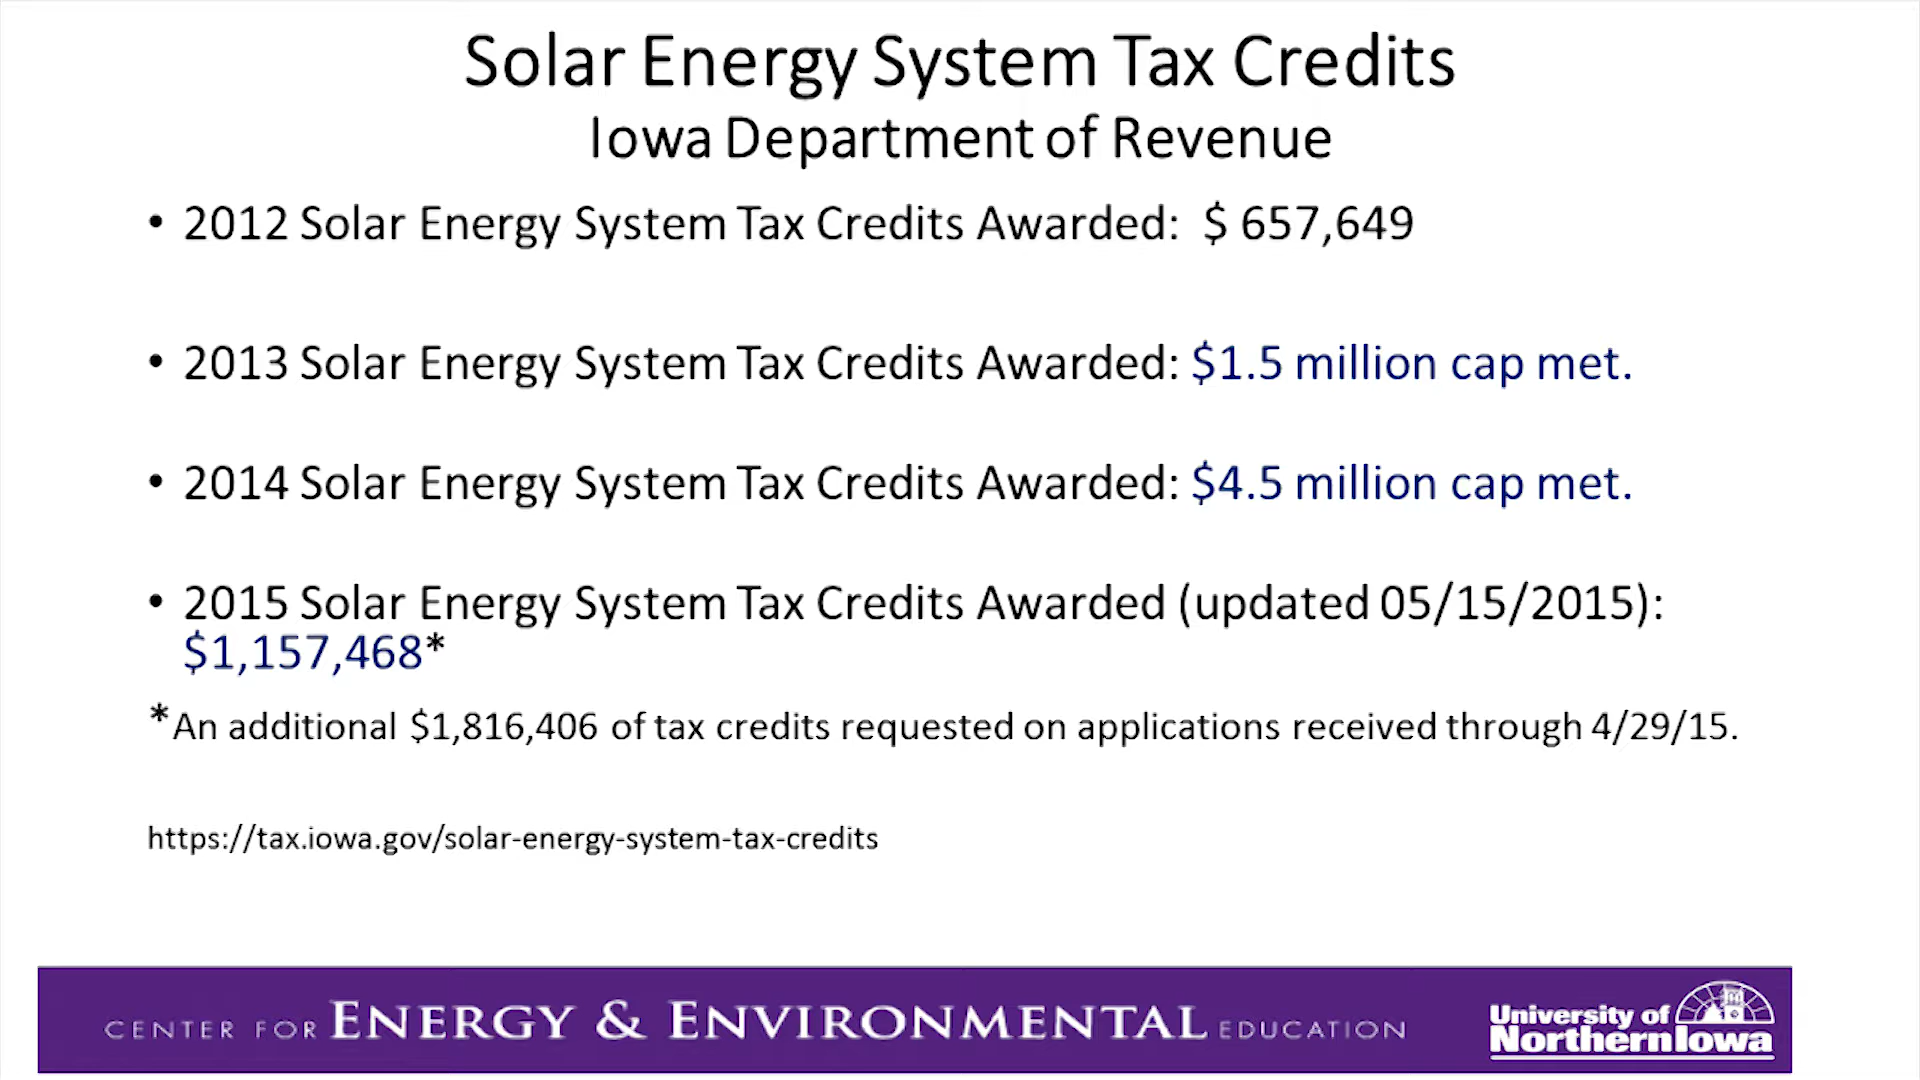 Solar Energy System Tax Credits
Iowa Department of Revenue
• 2012 Solar Energy System Tax Credits Awarded: $ 657,649
• 2013 Solar Energy System Tax Credits Awarded: $1.5 million cap met.
• 2014 Solar Energy System Tax Credits Awarded: $4.5 million cap met.
• 2015 Solar Energy System Tax Credits Awarded (updated 05/15/2015):
$1,157,468*
*An additional $1,816,406 of tax credits requested on applications received through 4/29/15.
https://tax.iowa.gov/solar-energy-system-tax-credits
CENTER FOR ENERGY & ENVIRONMENTAL EDUCATION
University of
Northern Iowa